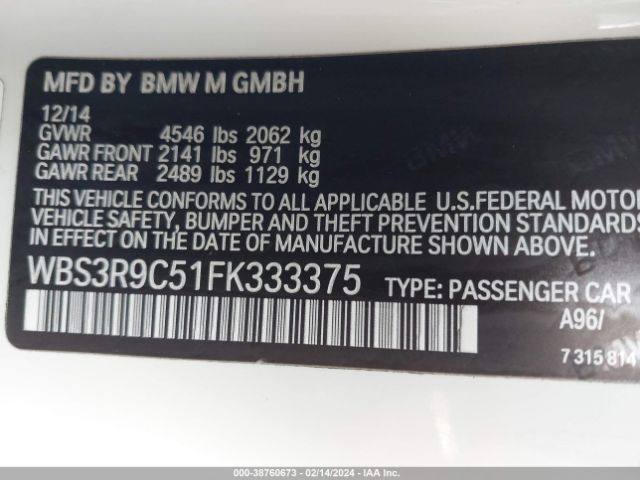 MFD BY BMW M GMBH
12/14
GVWR 4546 lbs 2062 kg
GAWR FRONT 2141 lbs 971 kg
GAWR REAR 2489 lbs 1129 kg
THIS VEHICLE CONFORMS TO ALL APPLICABLE U.S.FEDERAL MOTOR
VEHICLE SAFETY, BUMPER AND THEFT PREVENTION STANDARDS
IN EFFECT ON THE DATE OF MANUFACTURE SHOWN ABOVE.
WBS3R9C51FK333375 TYPE: PASSENGER CAR
A96/
7 315 814
000-38760673 - 02/14/2024 - IAA Inc.